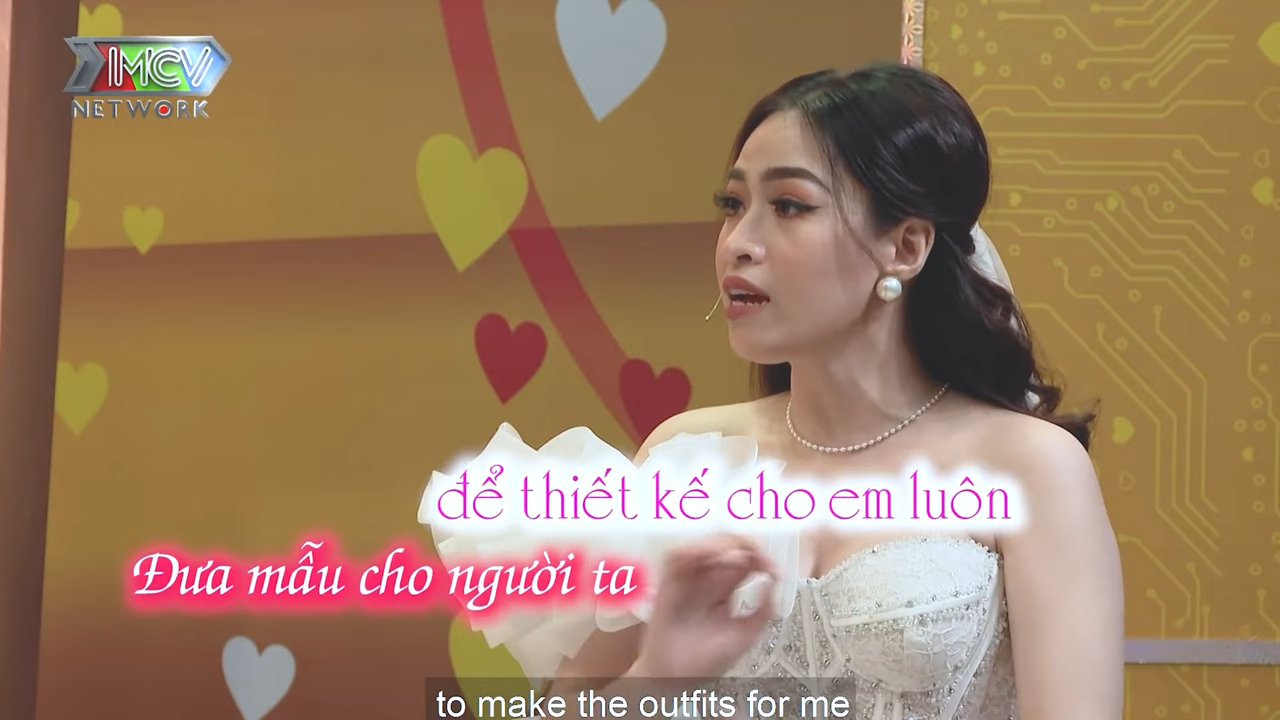 MCV
NETWORK
để thiết kế cho em luôn
Đưa mẫu cho người ta
to make the outfits for me